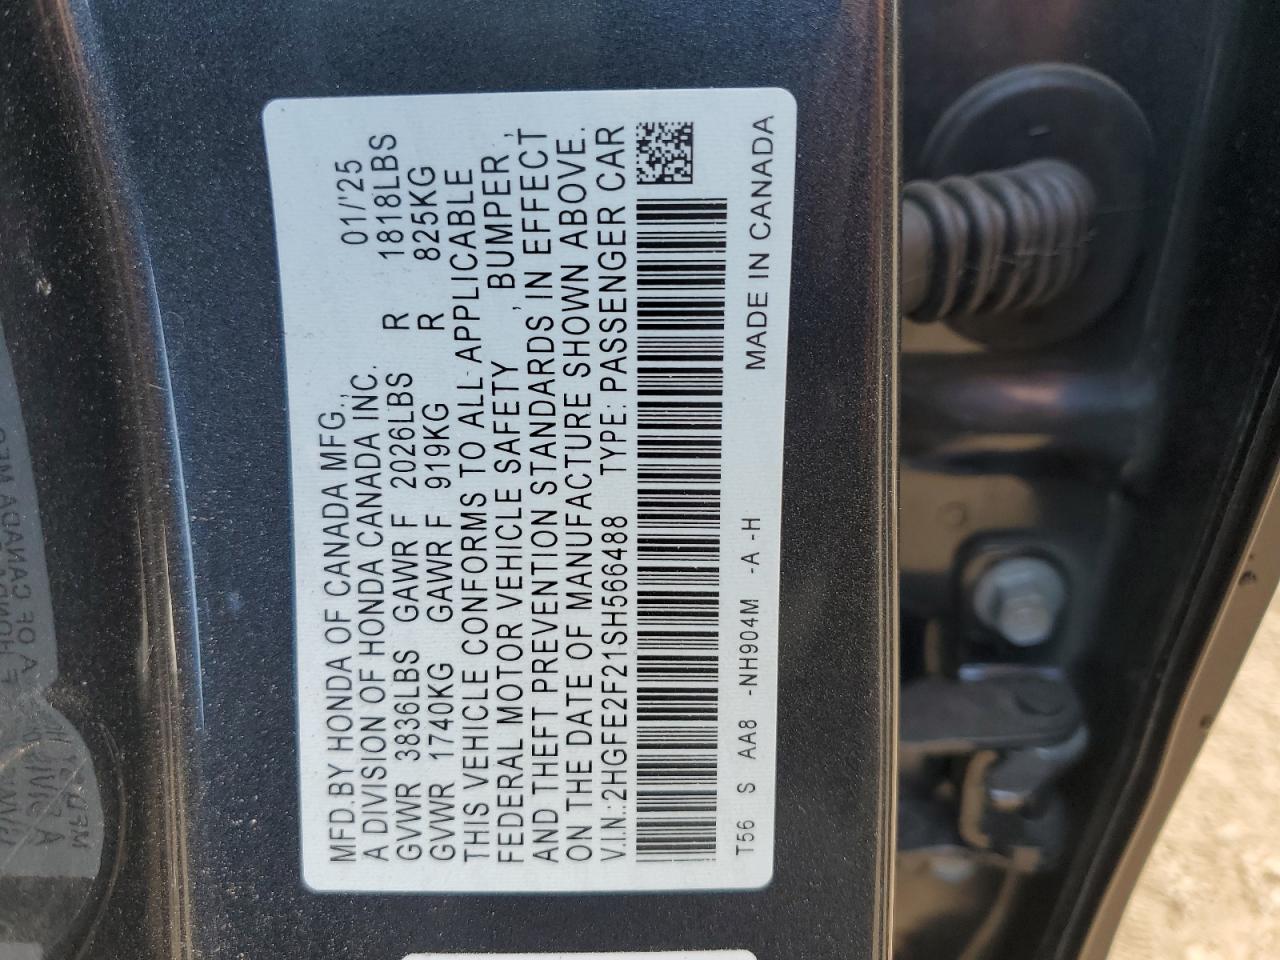 MFD.BY HONDA OF CANADA MFG.,
A DIVISION OF HONDA CANADA INC. 01/'25
GVWR 3836LBS GAWR F 2026LBS R 1818LBS
GVWR 1740KG GAWR F 919KG R 825KG
THIS VEHICLE CONFORMS TO ALL APPLICABLE
FEDERAL MOTOR VEHICLE SAFETY, BUMPER,
AND THEFT PREVENTION STANDARDS IN EFFECT
ON THE DATE OF MANUFACTURE SHOWN ABOVE.
V.I.N.:2HGFE2F21SH566488 TYPE: PASSENGER CAR
T56 S AA8 -NH904M -A -H MADE IN CANADA